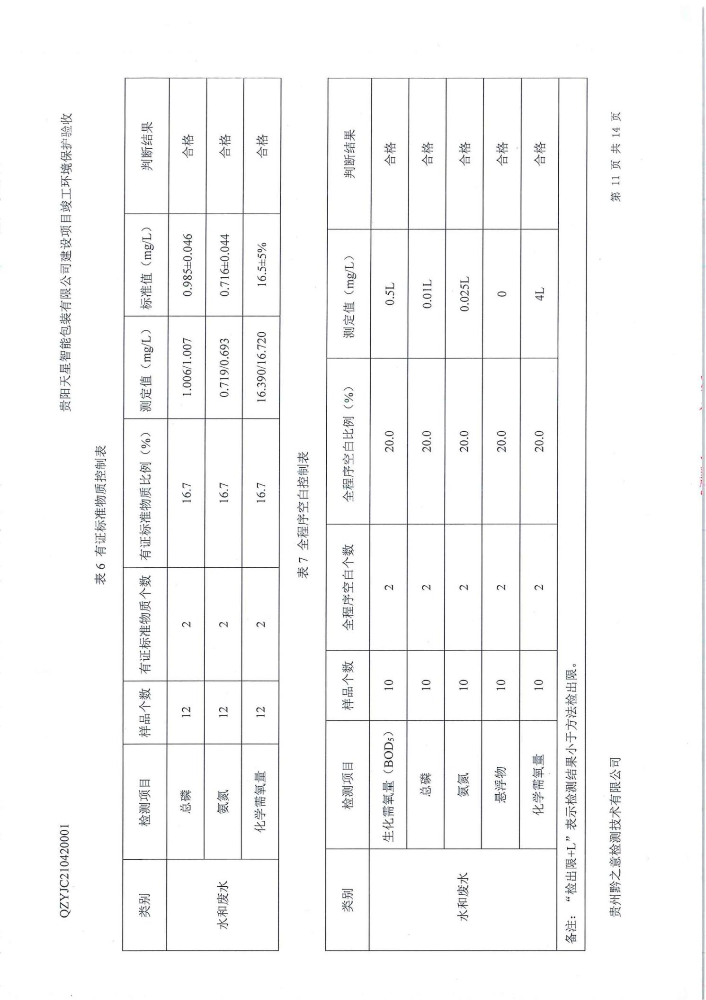 QZYJC210420001 贵阳天星智能包装有限公司建设项目竣工环境保护验收
表 6 有证标准物质控制表
类别 检测项目 样品个数 有证标准物质个数 有证标准物质比例（%） 测定值（mg/L） 标准值（mg/L） 判断结果
水和废水 总磷 12 2 16.7 1.006/1.007 0.985±0.046 合格
氨氮 12 2 16.7 0.719/0.693 0.716±0.044 合格
化学需氧量 12 2 16.7 16.390/16.720 16.5±5% 合格
表 7 全程序空白控制表
类别 检测项目 样品个数 全程序空白个数 全程序空白比例（%） 测定值（mg/L） 判断结果
水和废水 生化需氧量（BOD₅） 10 2 20.0 0.5L 合格
总磷 10 2 20.0 0.01L 合格
氨氮 10 2 20.0 0.025L 合格
悬浮物 10 2 20.0 0 合格
化学需氧量 10 2 20.0 4L 合格
备注： “检出限+L”表示检测结果小于方法检出限。
贵州黔之意检测技术有限公司 第 11 页 共 14 页